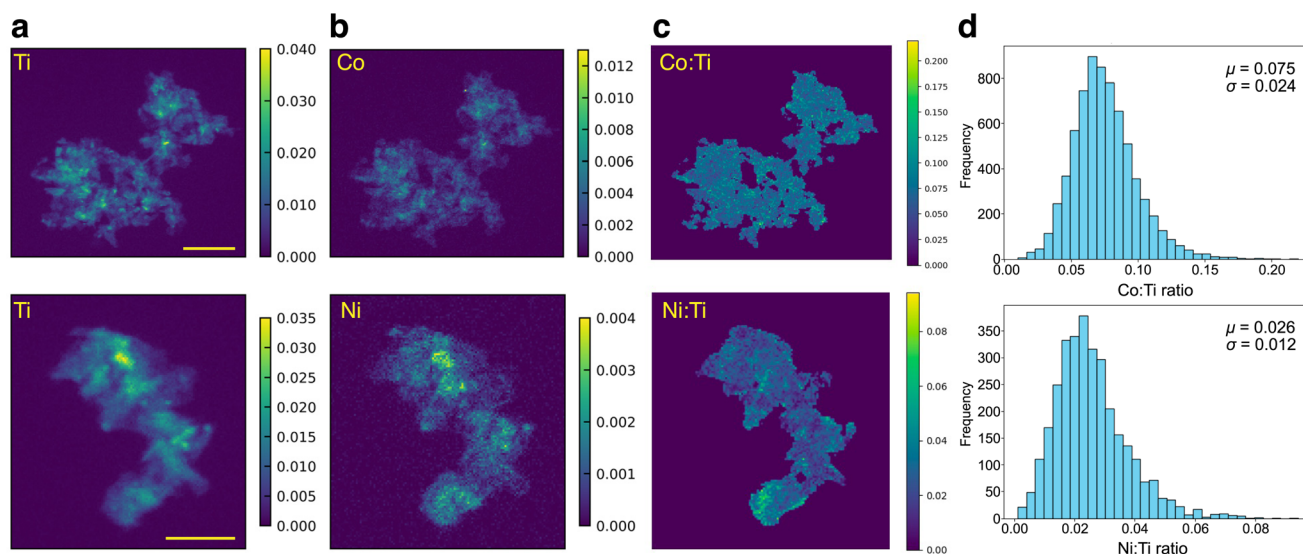 a
b
c
d
Ti
0.040
0.030
0.020
0.010
0.000
Co
0.012
0.010
0.008
0.006
0.004
0.002
0.000
Co:Ti
0.200
0.175
0.150
0.125
0.100
0.075
0.050
0.025
0.000
Frequency
800
600
400
200
0
μ = 0.075
σ = 0.024
0.00 0.05 0.10 0.15 0.20
Co:Ti ratio
Ti
0.035
0.030
0.025
0.020
0.015
0.010
0.005
0.000
Ni
0.004
0.003
0.002
0.001
0.000
Ni:Ti
0.08
0.06
0.04
0.02
0.00
Frequency
350
300
250
200
150
100
50
0
μ = 0.026
σ = 0.012
0.00 0.02 0.04 0.06 0.08
Ni:Ti ratio